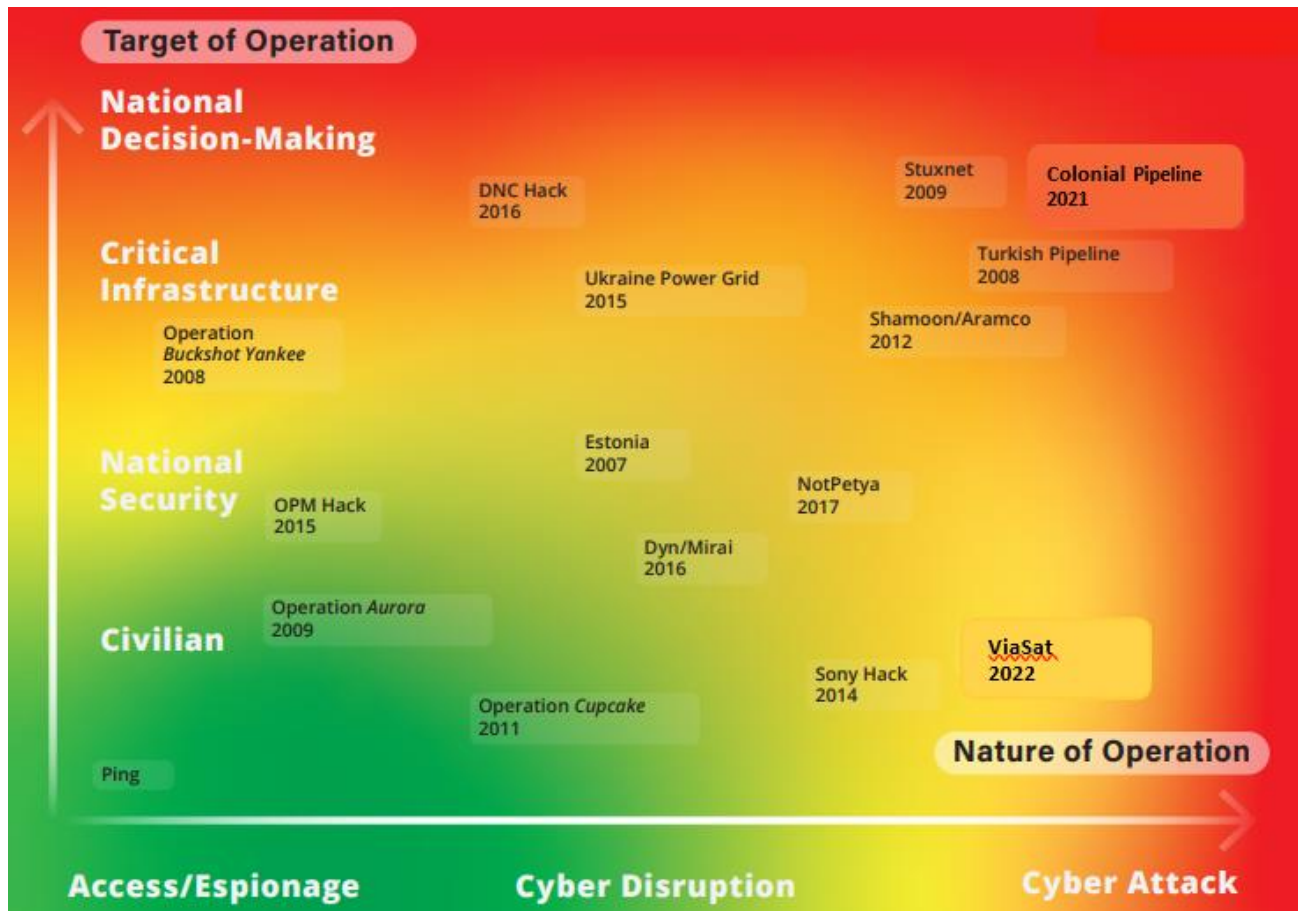 Target of Operation
National
Decision-Making
Stuxnet
2009
Colonial Pipeline
2021
DNC Hack
2016
Critical
Infrastructure
Turkish Pipeline
2008
Ukraine Power Grid
2015
Shamoon/Aramco
2012
Operation
Buckshot Yankee
2008
Estonia
2007
National
Security
NotPetya
2017
OPM Hack
2015
Dyn/Mirai
2016
Operation Aurora
2009
Civilian
ViaSat
2022
Sony Hack
2014
Operation Cupcake
2011
Nature of Operation
Ping
Access/Espionage
Cyber Disruption
Cyber Attack